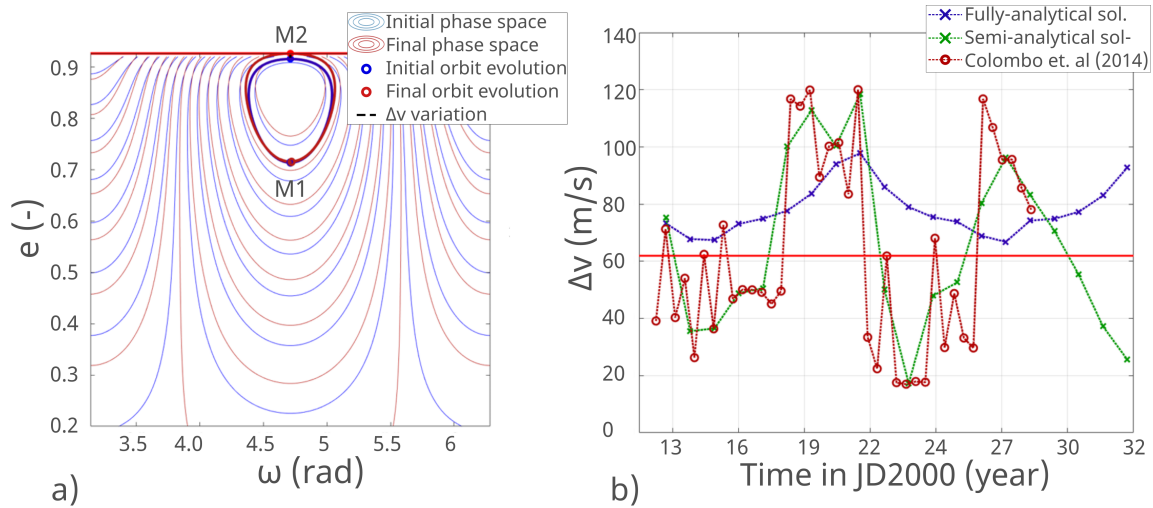 Initial phase space
Final phase space
Initial orbit evolution
Final orbit evolution
Δv variation
M2
M1
0.9
0.8
0.7
0.6
0.5
0.4
0.3
0.2
e (-)
3.5
4.0
4.5
5
5.5
6
ω (rad)
a)
Fully-analytical sol.
Semi-analytical sol-
Colombo et. al (2014)
140
120
100
80
60
40
20
0
Δv (m/s)
13
16
19
22
24
27
30
32
Time in JD2000 (year)
b)